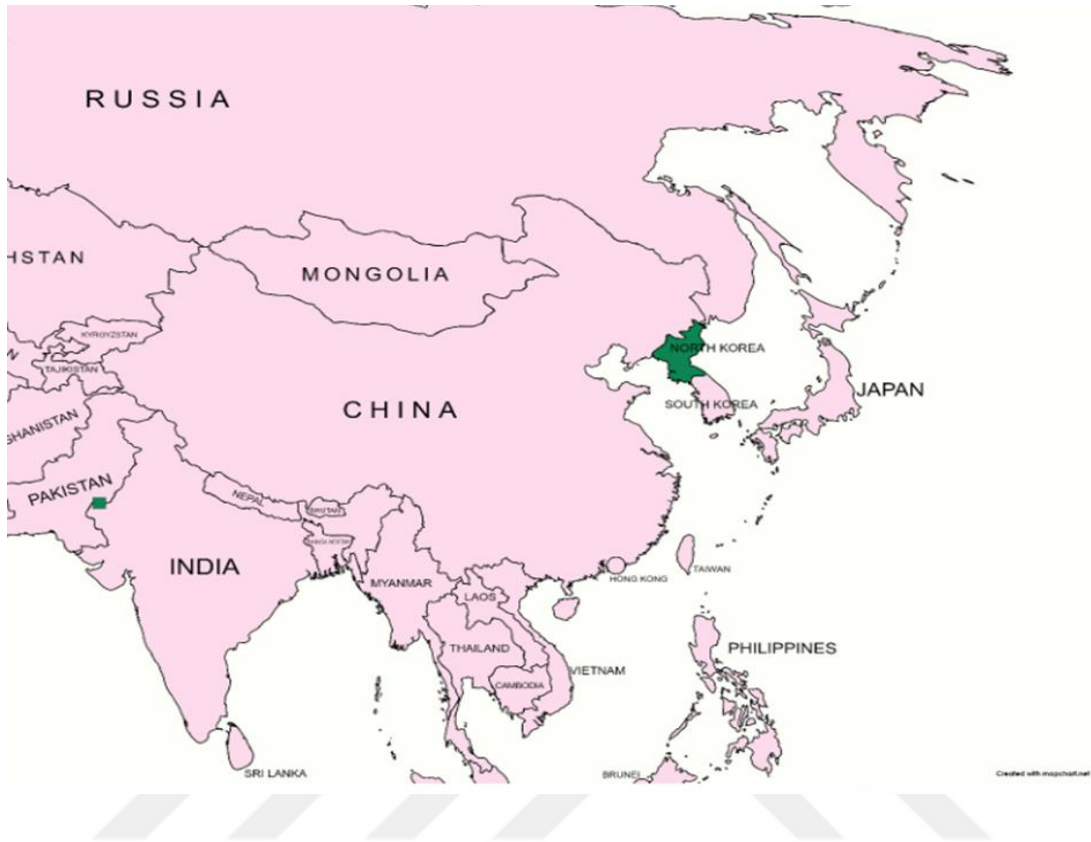 RUSSIA
HSTAN
MONGOLIA
KYRGYZSTAN
TAJIKISTAN
NORTH KOREA
JAPAN
SOUTH KOREA
CHINA
GHANISTAN
PAKISTAN
NEPAL
BHUTAN
INDIA
TAIWAN
HONG KONG
MYANMAR
LAOS
THAILAND
PHILIPPINES
VIETNAM
CAMBODIA
SRI LANKA
BRUNEI
Created with mapchart.net